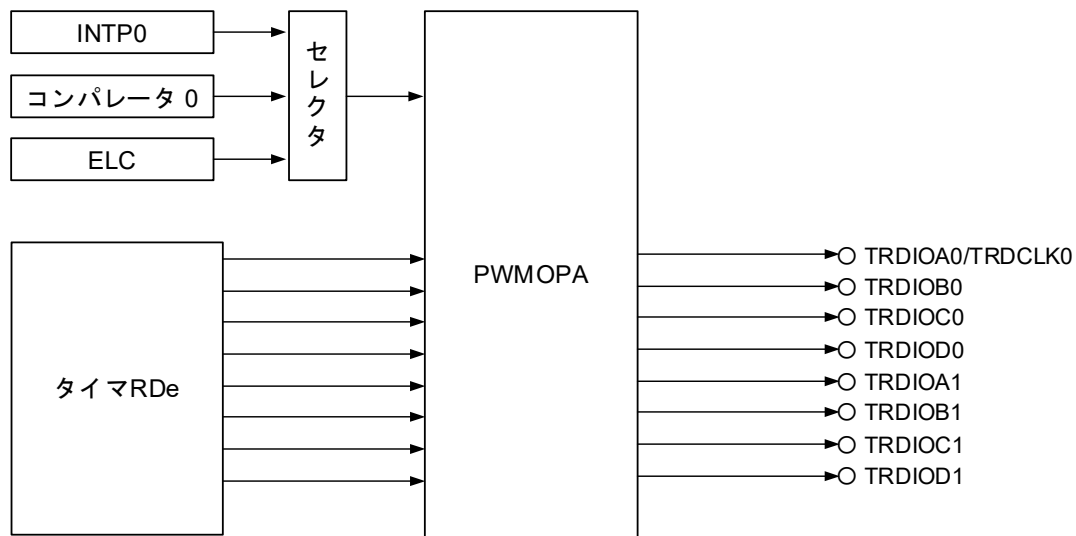 INTP0
コンパレータ 0
ELC
セレクタ
タイマRDe
PWMOPA
TRDIOA0/TRDCLK0
TRDIOB0
TRDIOC0
TRDIOD0
TRDIOA1
TRDIOB1
TRDIOC1
TRDIOD1